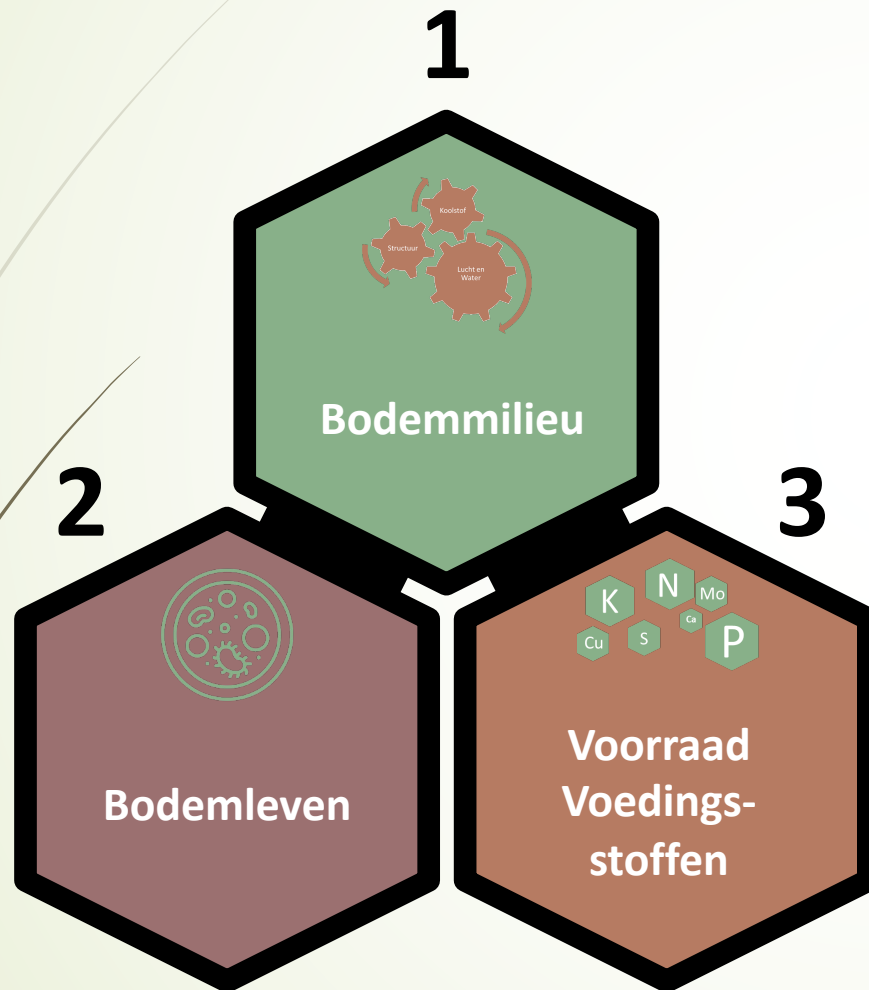 1
Koolstof
Structuur
Lucht en
Water
Bodemmilieu
2
Bodemleven
3
K
N
Mo
Cu
S
Ca
P
Voorraad
Voedings-
stoffen